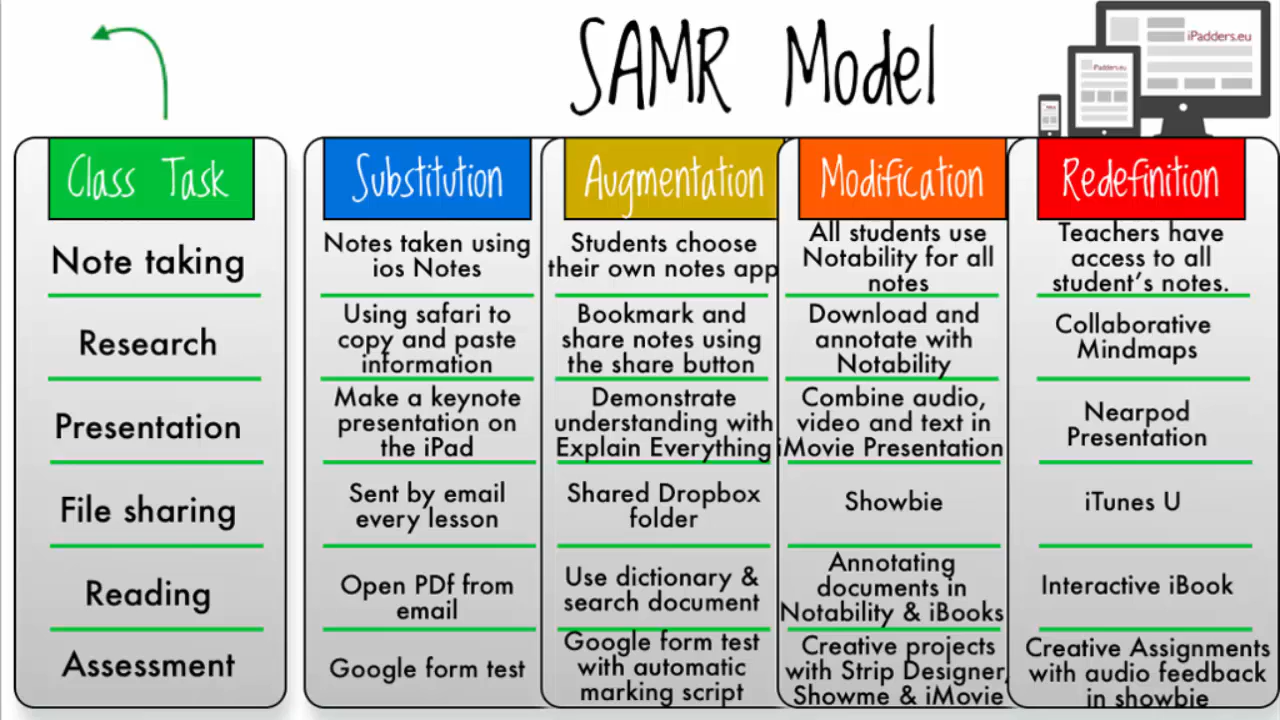 SAMR Model
iPadders.eu
iPadders.eu
Class Task
Substitution
Augmentation
Modification
Redefinition
Note taking
Notes taken using
ios Notes
Students choose
their own notes app
All students use
Notability for all
notes
Teachers have
access to all
student’s notes.
Research
Using safari to
copy and paste
information
Bookmark and
share notes using
the share button
Download and
annotate with
Notability
Collaborative
Mindmaps
Presentation
Make a keynote
presentation on
the iPad
Demonstrate
understanding with
Explain Everything
Combine audio,
video and text in
iMovie Presentation
Nearpod
Presentation
File sharing
Sent by email
every lesson
Shared Dropbox
folder
Showbie
iTunes U
Reading
Open PDf from
email
Use dictionary &
search document
Annotating
documents in
Notability & iBooks
Interactive iBook
Assessment
Google form test
Google form test
with automatic
marking script
Creative projects
with Strip Designer,
Showme & iMovie
Creative Assignments
with audio feedback
in showbie